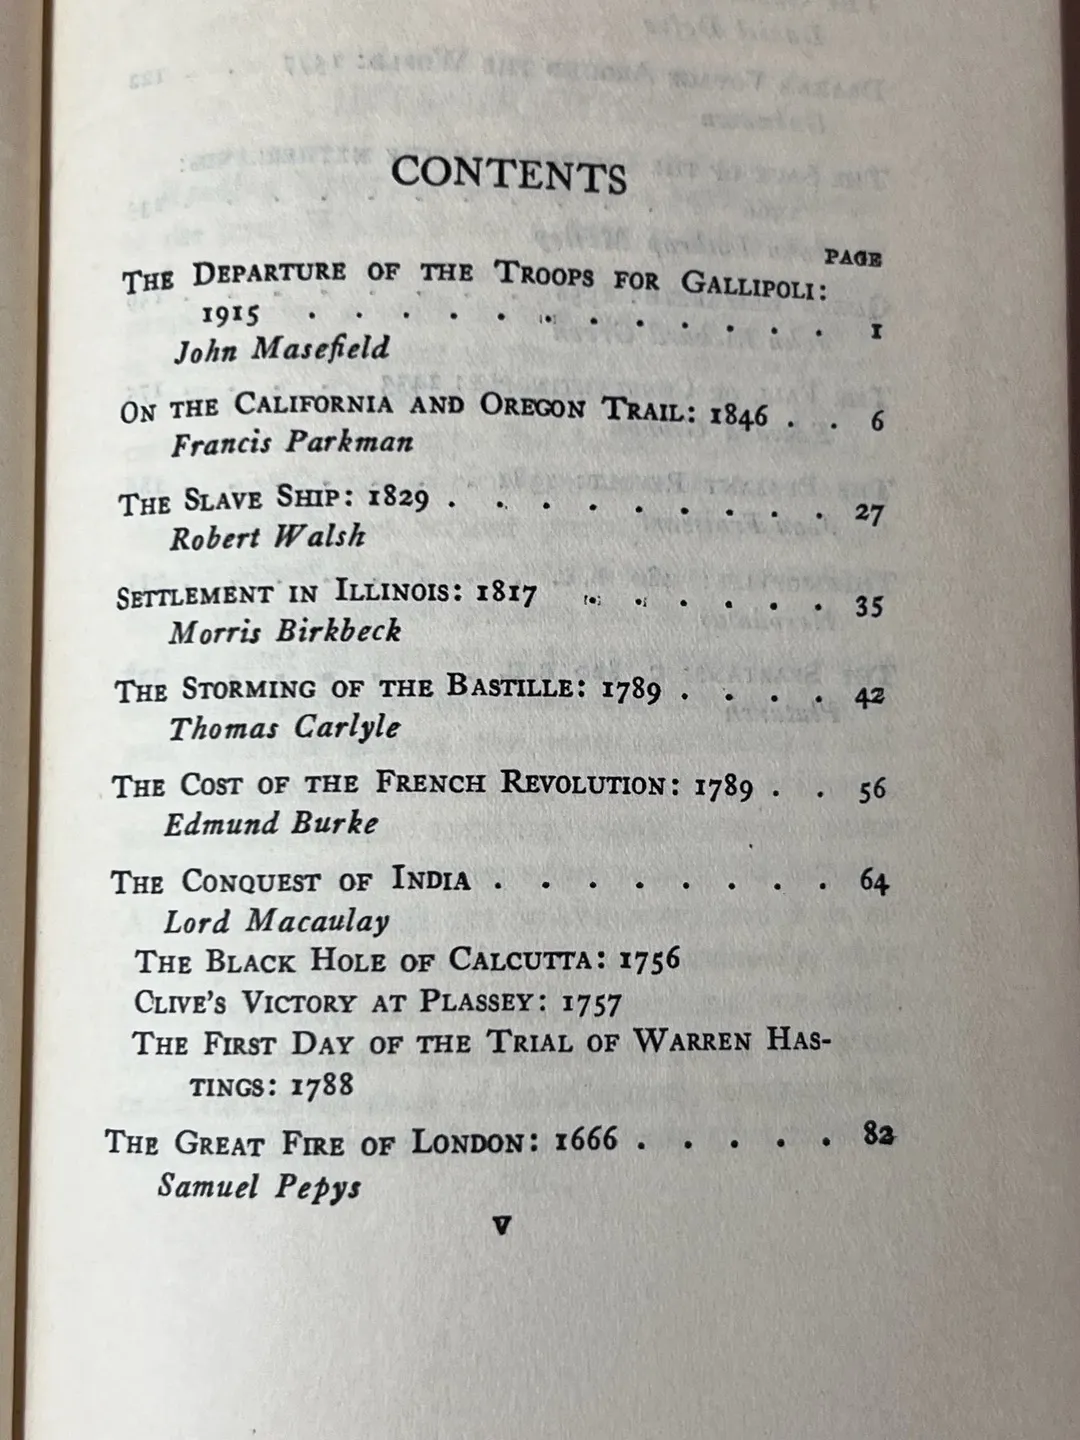 CONTENTS
PAGE
THE DEPARTURE OF THE TROOPS FOR GALLIPOLI:
1915 . . . . . . . . . . . . 1
John Masefield
ON THE CALIFORNIA AND OREGON TRAIL: 1846 . . 6
Francis Parkman
THE SLAVE SHIP: 1829 . . . . . . . . . 27
Robert Walsh
SETTLEMENT IN ILLINOIS: 1817 . . . . . . 35
Morris Birkbeck
THE STORMING OF THE BASTILLE: 1789 . . . . 42
Thomas Carlyle
THE COST OF THE FRENCH REVOLUTION: 1789 . . 56
Edmund Burke
THE CONQUEST OF INDIA . . . . . . . . 64
Lord Macaulay
THE BLACK HOLE OF CALCUTTA: 1756
CLIVE'S VICTORY AT PLASSEY: 1757
THE FIRST DAY OF THE TRIAL OF WARREN HAS-
TINGS: 1788
THE GREAT FIRE OF LONDON: 1666 . . . . . 82
Samuel Pepys
V